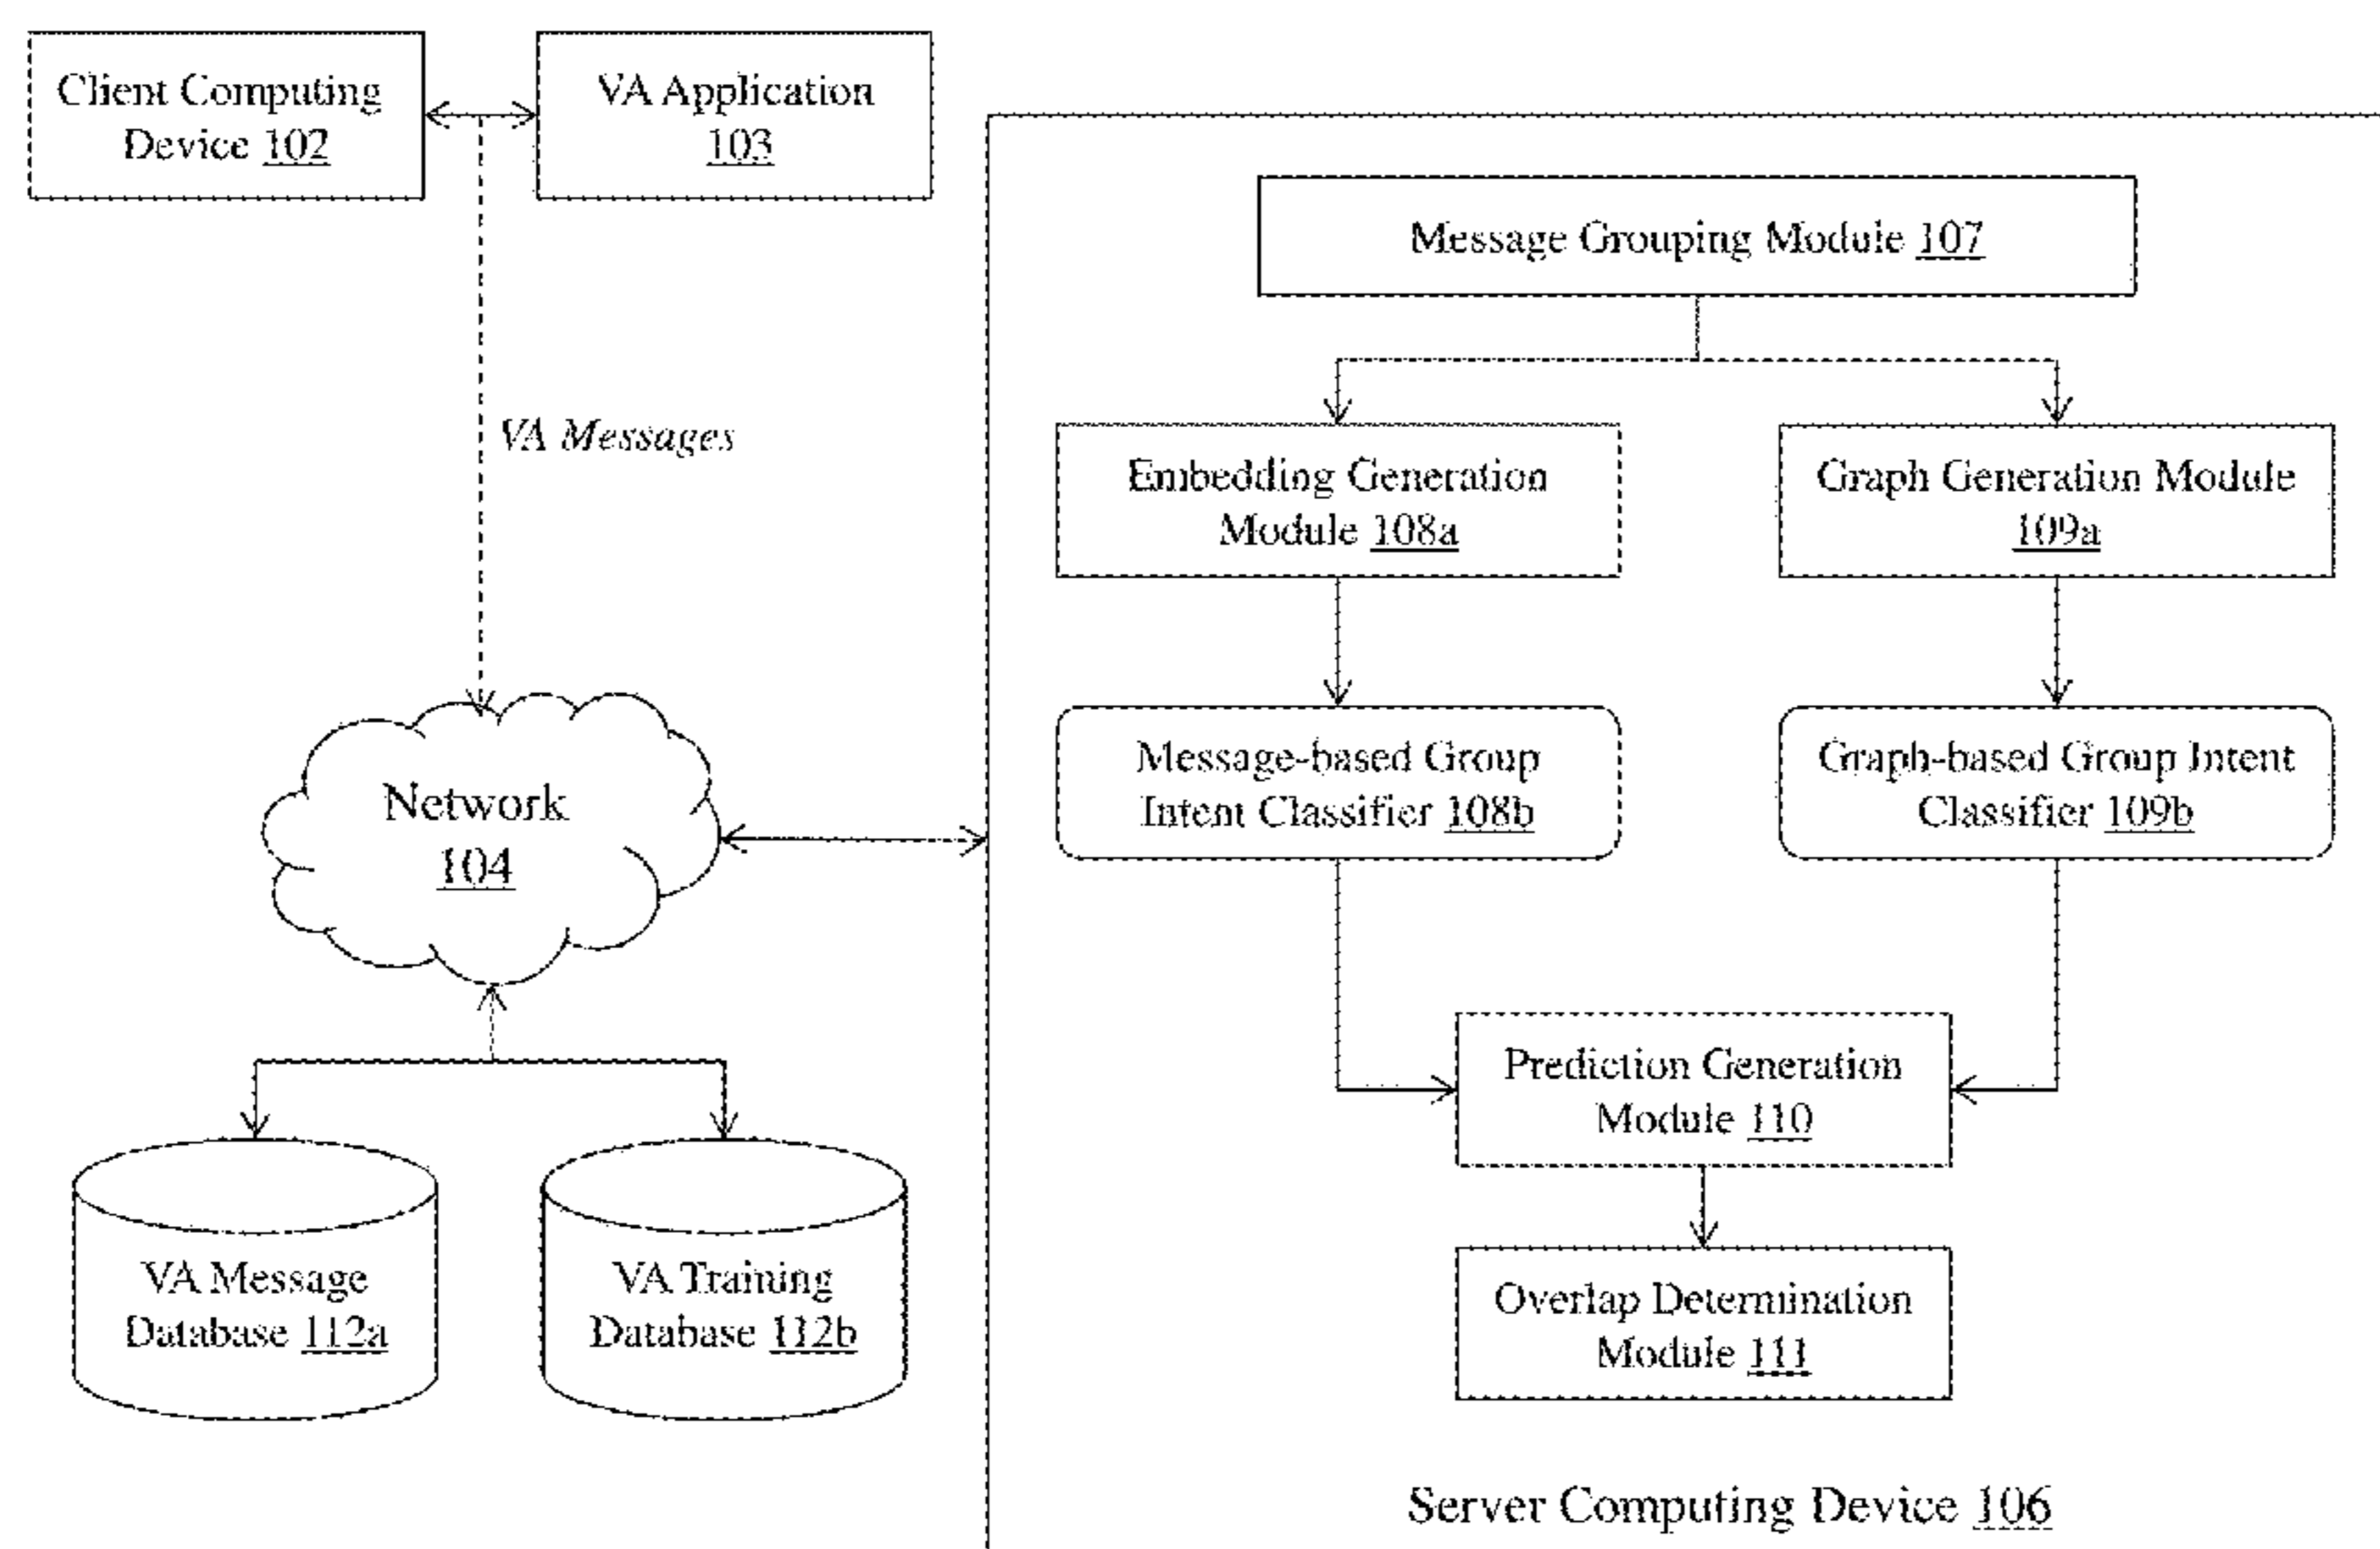 Client Computing
Device 102
VA Application
103
Message Grouping Module 107
VA Messages
Embedding Generation
Module 108a
Graph Generation Module
109a
Message-based Group
Intent Classifier 108b
Graph-based Group Intent
Classifier 109b
Network
104
Prediction Generation
Module 110
VA Message
Database 112a
VA Training
Database 112b
Overlap Determination
Module 111
Server Computing Device 106